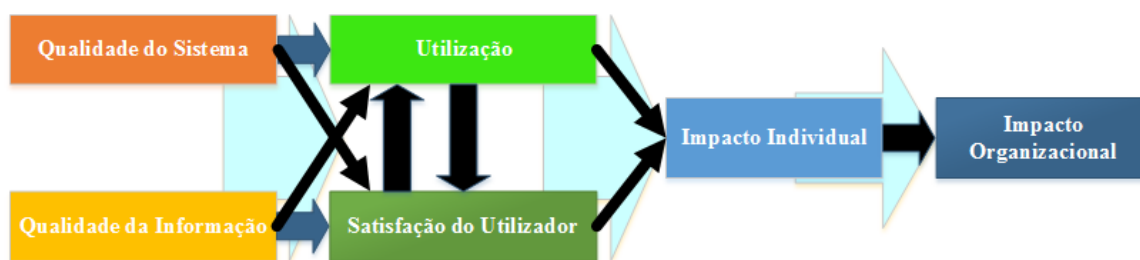 Qualidade do Sistema
Utilização
Impacto Individual
Impacto
Organizacional
Qualidade da Informação
Satisfação do Utilizador